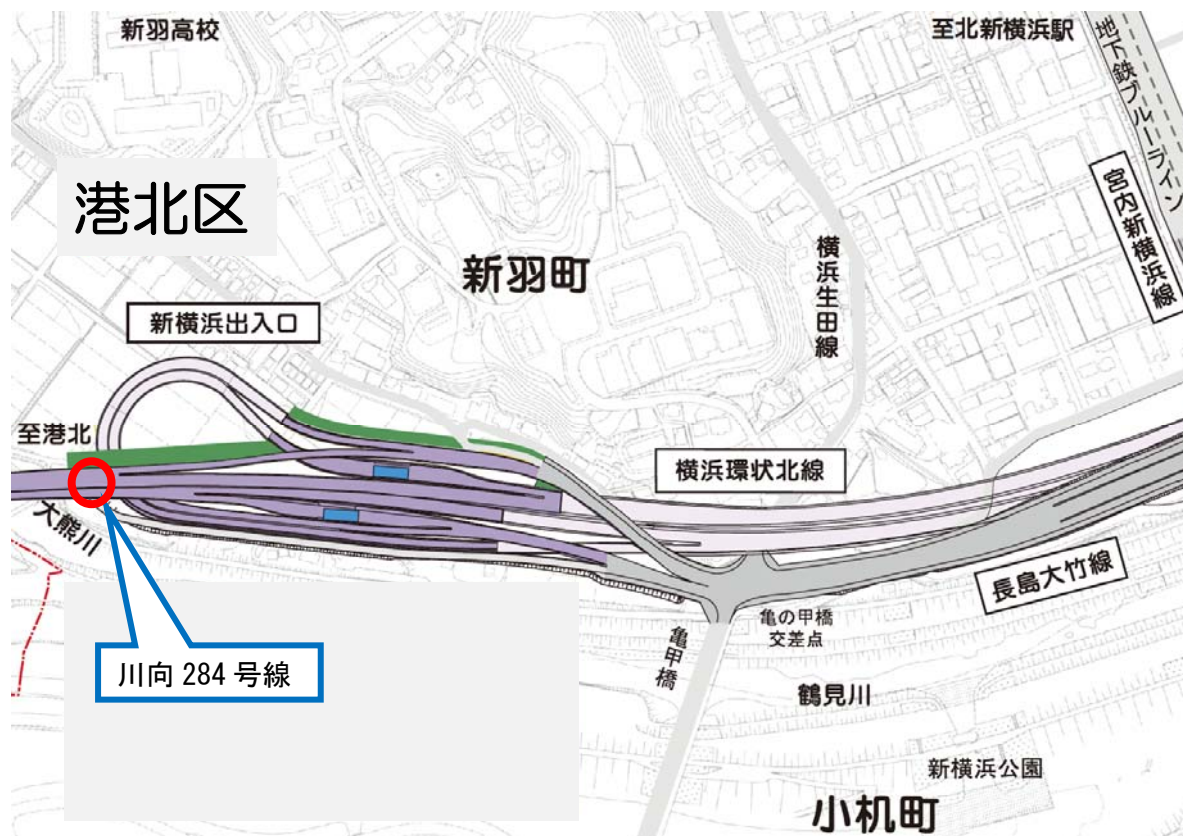 新羽高校
至北新横浜駅
地下鉄ブルーライン
港北区
宮内新横浜線
新羽町
横浜生田線
新横浜出入口
至港北
横浜環状北線
大熊川
長島大竹線
亀の甲橋
交差点
亀甲橋
川向284号線
鶴見川
新横浜公園
小机町